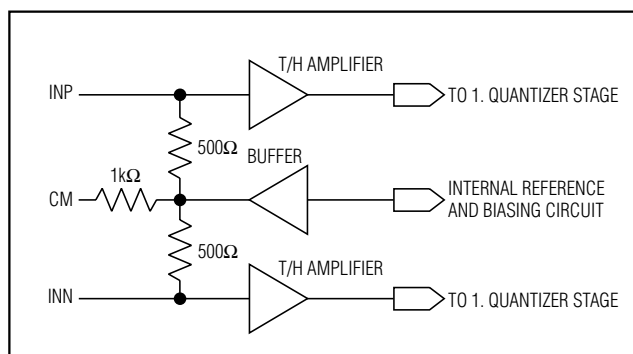 T/H AMPLIFIER
INP
TO 1. QUANTIZER STAGE
500Ω
BUFFER
1kΩ
CM
INTERNAL REFERENCE
AND BIASING CIRCUIT
500Ω
T/H AMPLIFIER
INN
TO 1. QUANTIZER STAGE